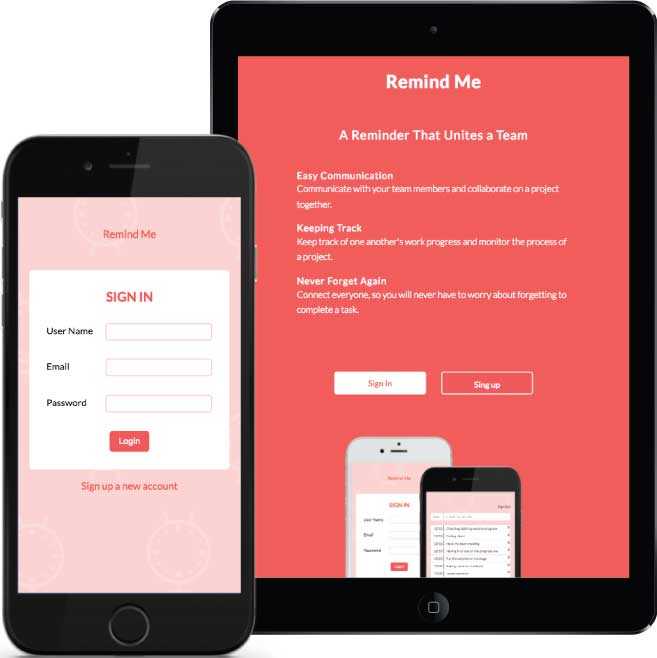 Remind Me
SIGN IN
User Name
Email
Password
Login
Sign up a new account
Remind Me
A Reminder That Unites a Team
Easy Communication
Communicate with your team members and collaborate on a project
together.
Keeping Track
Keep track of one another's work progress and monitor the process of
a project.
Never Forget Again
Connect everyone, so you will never have to worry about forgetting to
complete a task.
Sign In
Sing up
Remind Me
SIGN IN
User Name
Email
Password
Login
Sign Out